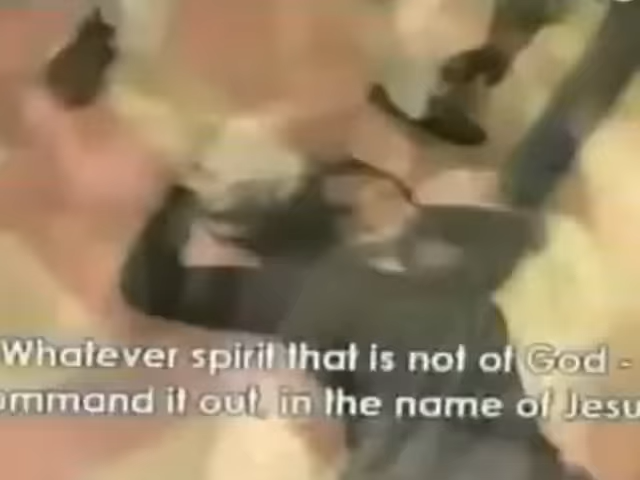 Whatever spirit that is not of God -
ommand it out, in the name of Jesu